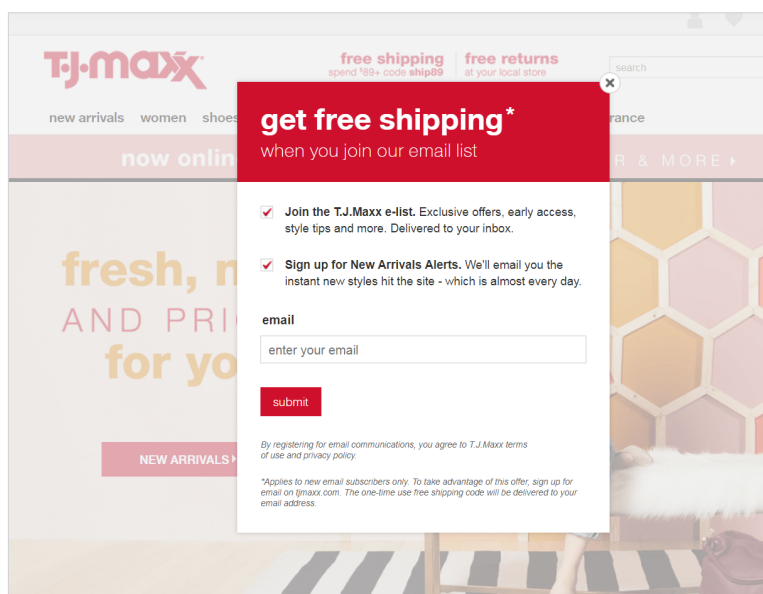 T·J·maxx
free shipping
spend $89+ code ship89
free returns
at your local store
search
new arrivals women shoes
now onlin
R & MORE
get free shipping*
when you join our email list
Join the T.J.Maxx e-list. Exclusive offers, early access,
style tips and more. Delivered to your inbox.
Sign up for New Arrivals Alerts. We'll email you the
instant new styles hit the site - which is almost every day.
email
enter your email
submit
By registering for email communications, you agree to T.J.Maxx terms
of use and privacy policy.
*Applies to new email subscribers only. To take advantage of this offer, sign up for
email on tjmaxx.com. The one-time use free shipping code will be delivered to your
email address.
fresh, n
AND PRI
for yo
NEW ARRIVALS